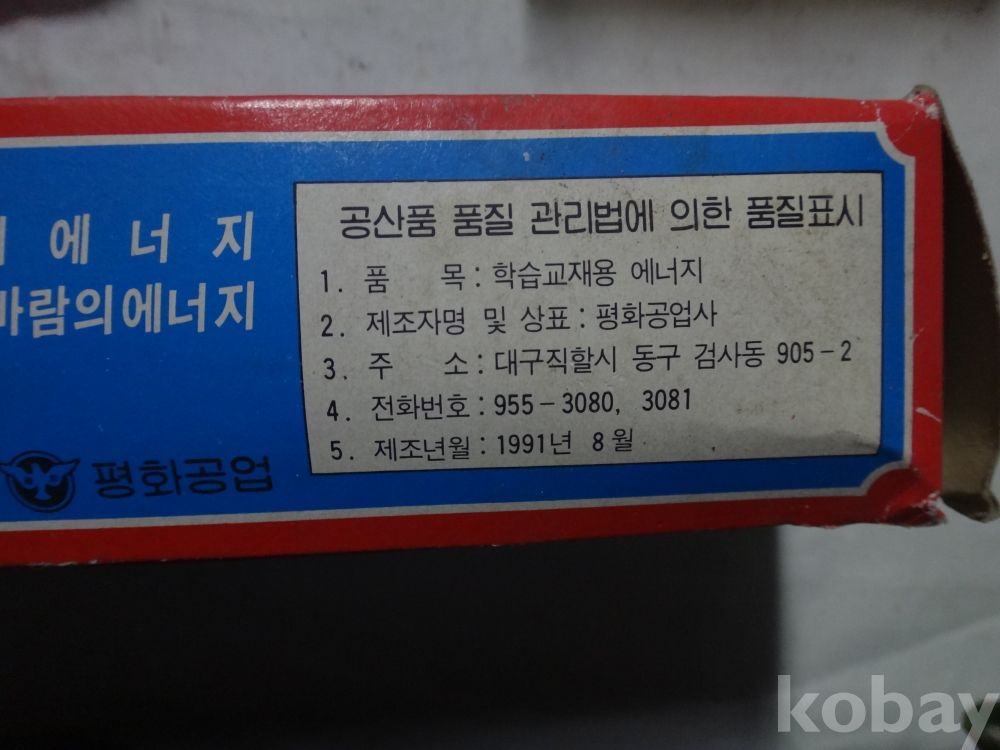 에너지
바람의에너지
평화공업
공산품 품질 관리법에 의한 품질표시
1. 품 목 : 학습교재용 에너지
2. 제조자명 및 상표 : 평화공업사
3. 주 소 : 대구직할시 동구 검사동 905-2
4. 전화번호 : 955-3080, 3081
5. 제조년월 : 1991년 8월
kobay